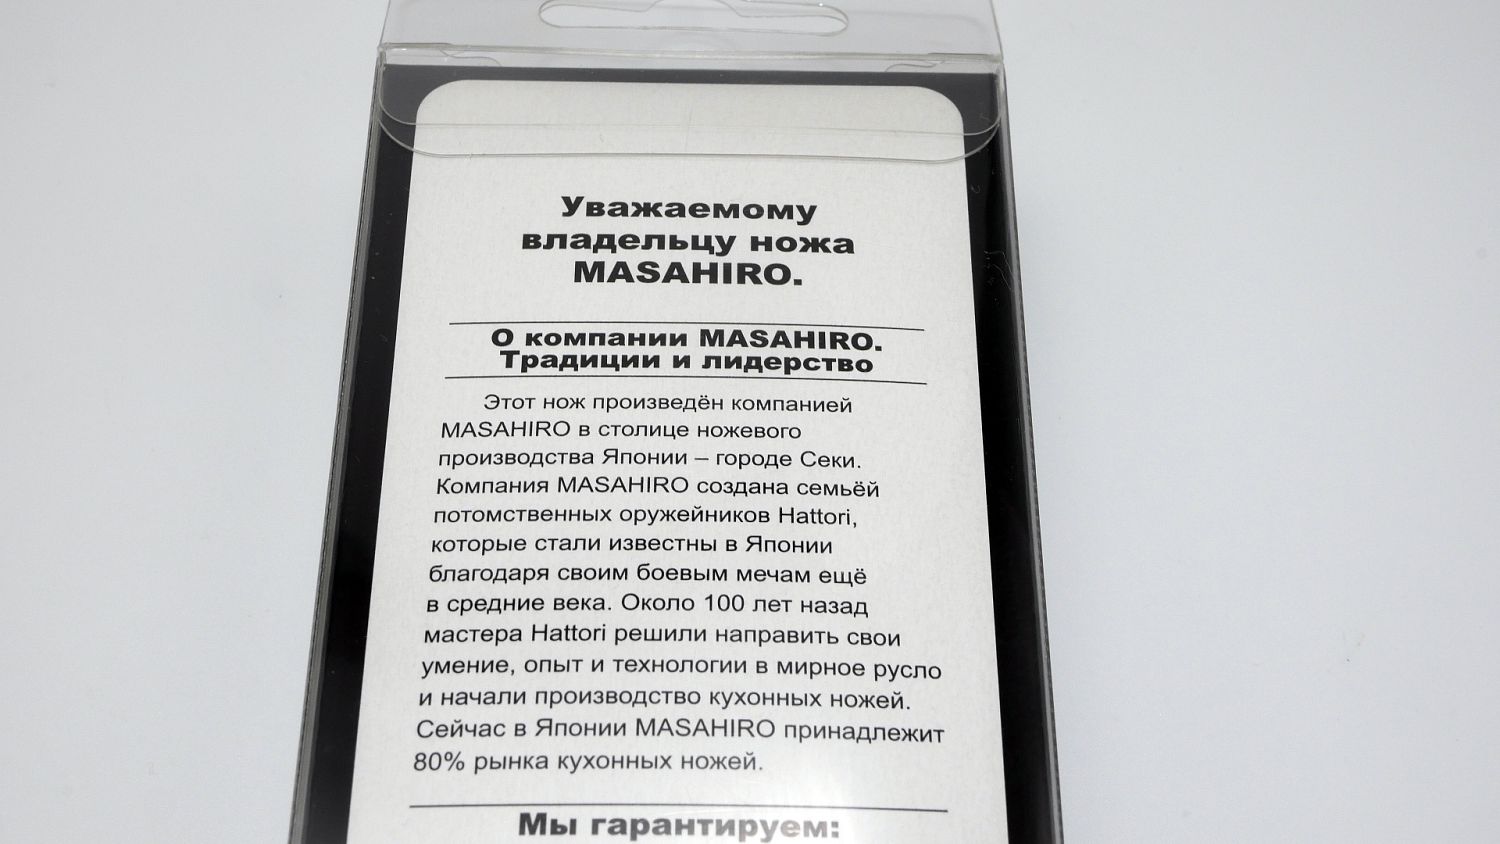 Уважаемому
владельцу ножа
MASAHIRO.
О компании MASAHIRO.
Традиции и лидерство
Этот нож произведён компанией
MASAHIRO в столице ножевого
производства Японии – городе Секи.
Компания MASAHIRO создана семьёй
потомственных оружейников Hattori,
которые стали известны в Японии
благодаря своим боевым мечам ещё
в средние века. Около 100 лет назад
мастера Hattori решили направить свои
умение, опыт и технологии в мирное русло
и начали производство кухонных ножей.
Сейчас в Японии MASAHIRO принадлежит
80% рынка кухонных ножей.
Мы гарантируем: